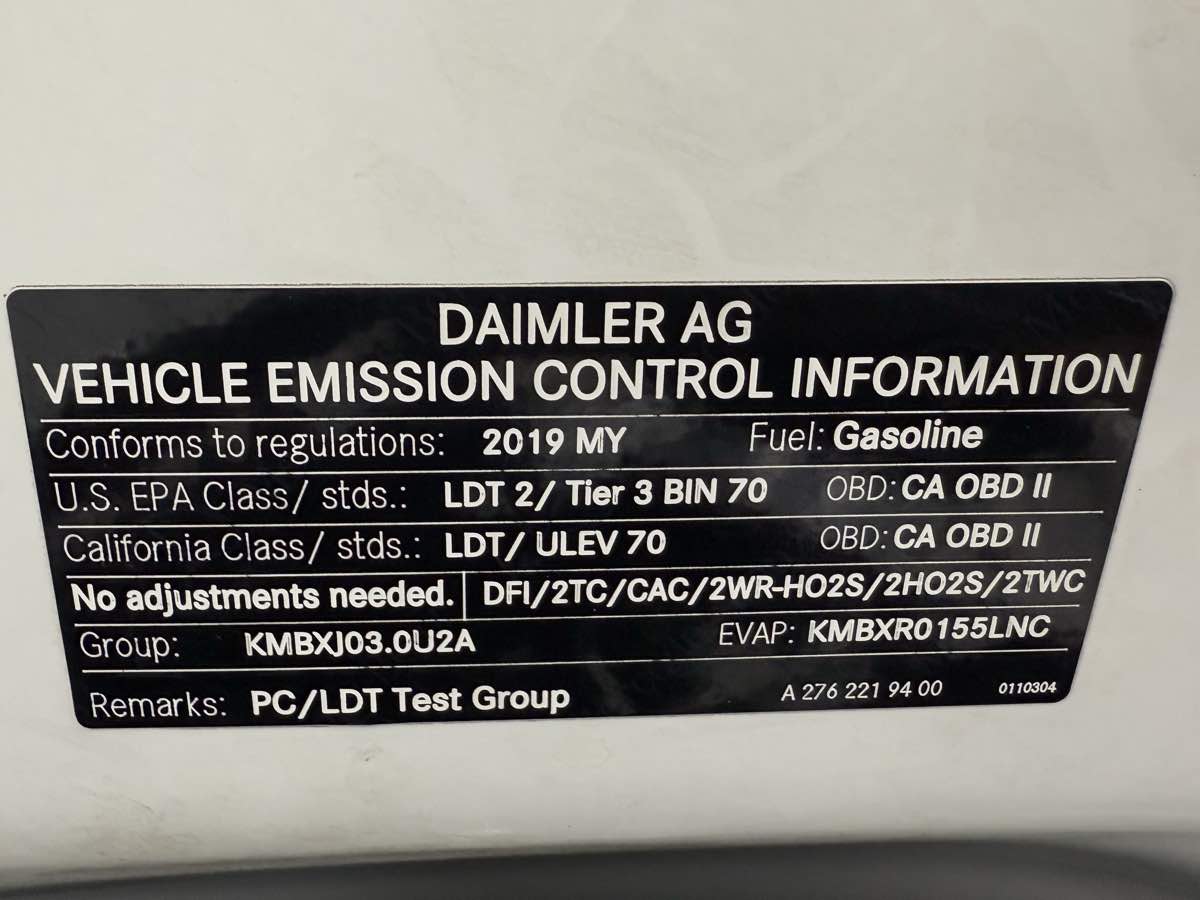 DAIMLER AG
VEHICLE EMISSION CONTROL INFORMATION
Conforms to regulations: 2019 MY Fuel: Gasoline
U.S. EPA Class/ stds.: LDT 2/ Tier 3 BIN 70 OBD: CA OBD II
California Class/ stds.: LDT/ ULEV 70 OBD: CA OBD II
No adjustments needed. DFI/2TC/CAC/2WR-HO2S/2HO2S/2TWC
Group: KMBXJ03.0U2A EVAP: KMBXR0155LNC
Remarks: PC/LDT Test Group A 276 221 94 00 0110304